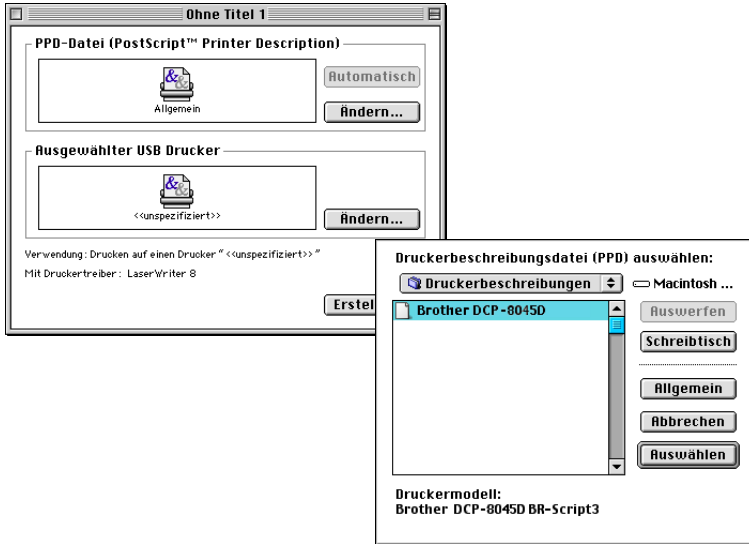 Ohne Titel 1
PPD-Datei (PostScript™ Printer Description)
Allgemein
Automatisch
Ändern...
Ausgewählter USB Drucker
<<unspezifiziert>>
Ändern...
Verwendung: Drucken auf einen Drucker "<<unspezifiziert>>"
Mit Druckertreiber: LaserWriter 8
Erstel
Druckerbeschreibungsdatei (PPD) auswählen:
Druckerbeschreibungen
Macintosh ...
Brother DCP-8045D
Auswerfen
Schreibtisch
Allgemein
Abbrechen
Auswählen
Druckermodell:
Brother DCP-8045D BR-Script3